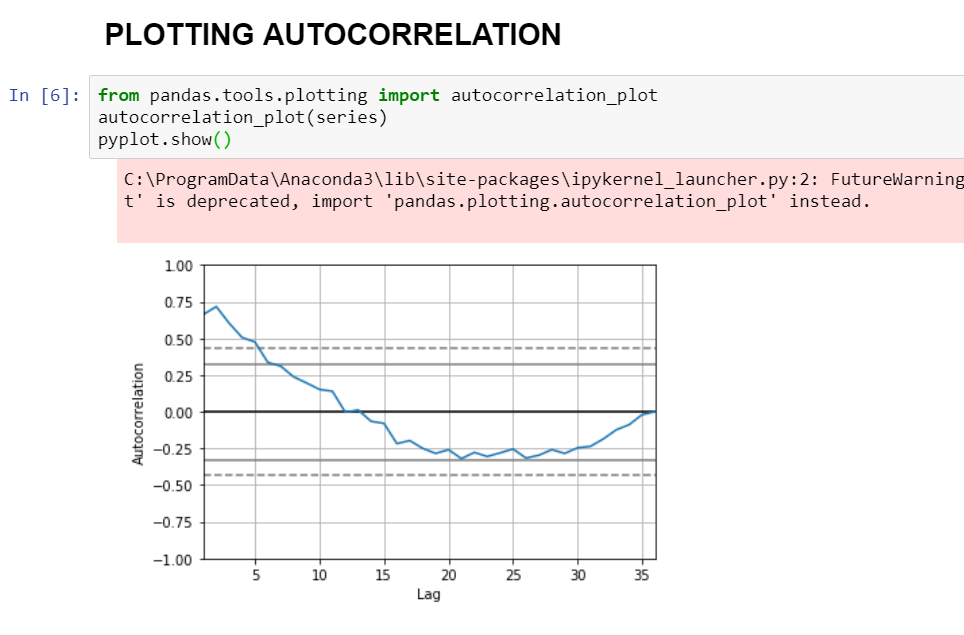 PLOTTING AUTOCORRELATION
In [6]: from pandas.tools.plotting import autocorrelation_plot
autocorrelation_plot(series)
pyplot.show()
C:\ProgramData\Anaconda3\lib\site-packages\ipykernel_launcher.py:2: FutureWarning
t' is deprecated, import 'pandas.plotting.autocorrelation_plot' instead.
1.00
0.75
0.50
0.25
0.00
−0.25
−0.50
−0.75
−1.00
Autocorrelation
5 10 15 20 25 30 35
Lag